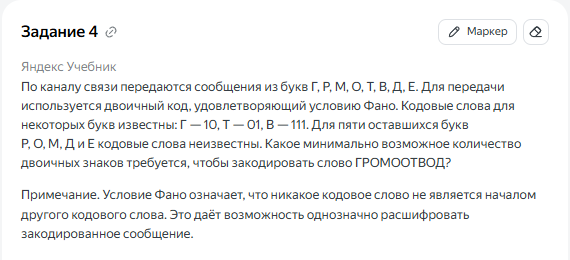 Задание 4
Маркер
Яндекс Учебник
По каналу связи передаются сообщения из букв Г, Р, М, О, Т, В, Д, Е. Для передачи
используется двоичный код, удовлетворяющий условию Фано. Кодовые слова для
некоторых букв известны: Г — 10, Т — 01, В — 111. Для пяти оставшихся букв
Р, О, М, Д и Е кодовые слова неизвестны. Какое минимально возможное количество
двоичных знаков требуется, чтобы закодировать слово ГРОМООТВОД?
Примечание. Условие Фано означает, что никакое кодовое слово не является началом
другого кодового слова. Это даёт возможность однозначно расшифровать
закодированное сообщение.